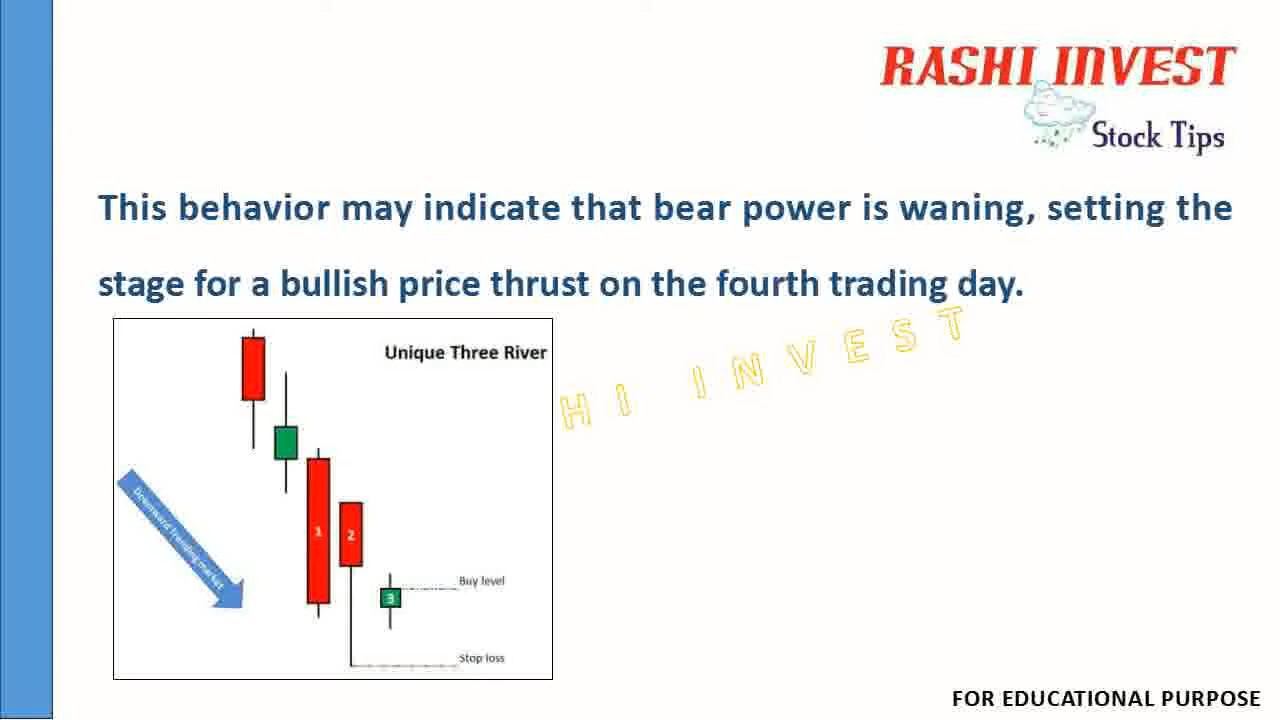 RASHI INVEST
Stock Tips
This behavior may indicate that bear power is waning, setting the
stage for a bullish price thrust on the fourth trading day.
Unique Three River
HI INVEST
Downward trending market
1
2
3
Buy level
Stop loss
FOR EDUCATIONAL PURPOSE